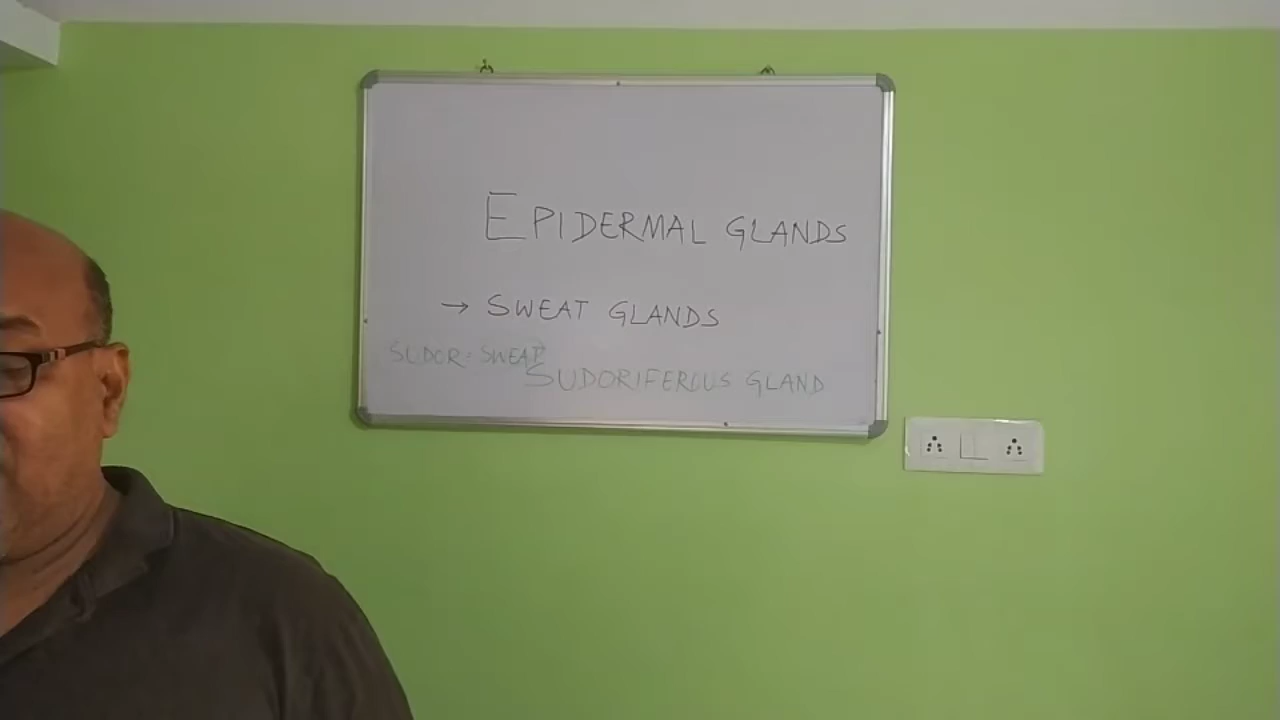 EPIDERMAL GLANDS
→ SWEAT GLANDS
SUDOR = SWEAT
SUDORIFEROUS GLAND